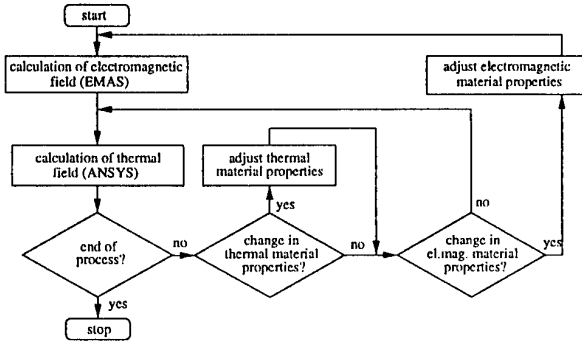 start
calculation of electromagnetic
field (EMAS)
adjust electromagnetic
material properties
calculation of thermal
field (ANSYS)
adjust thermal
material properties
no
yes
end of
process?
no
change in
thermal material
properties?
no
change in
el.mag. material
properties?
yes
yes
stop